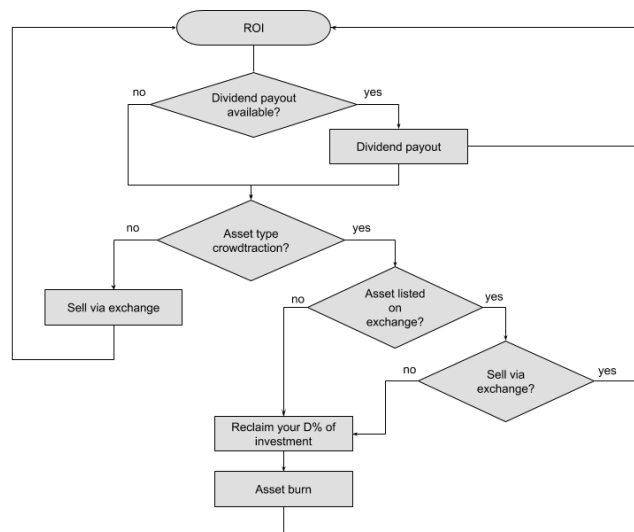 ROI
no
Dividend payout
available?
yes
Dividend payout
no
Asset type
crowdtraction?
yes
Sell via exchange
no
Asset listed
on
exchange?
yes
no
Sell via
exchange?
yes
Reclaim your D% of
investment
Asset burn